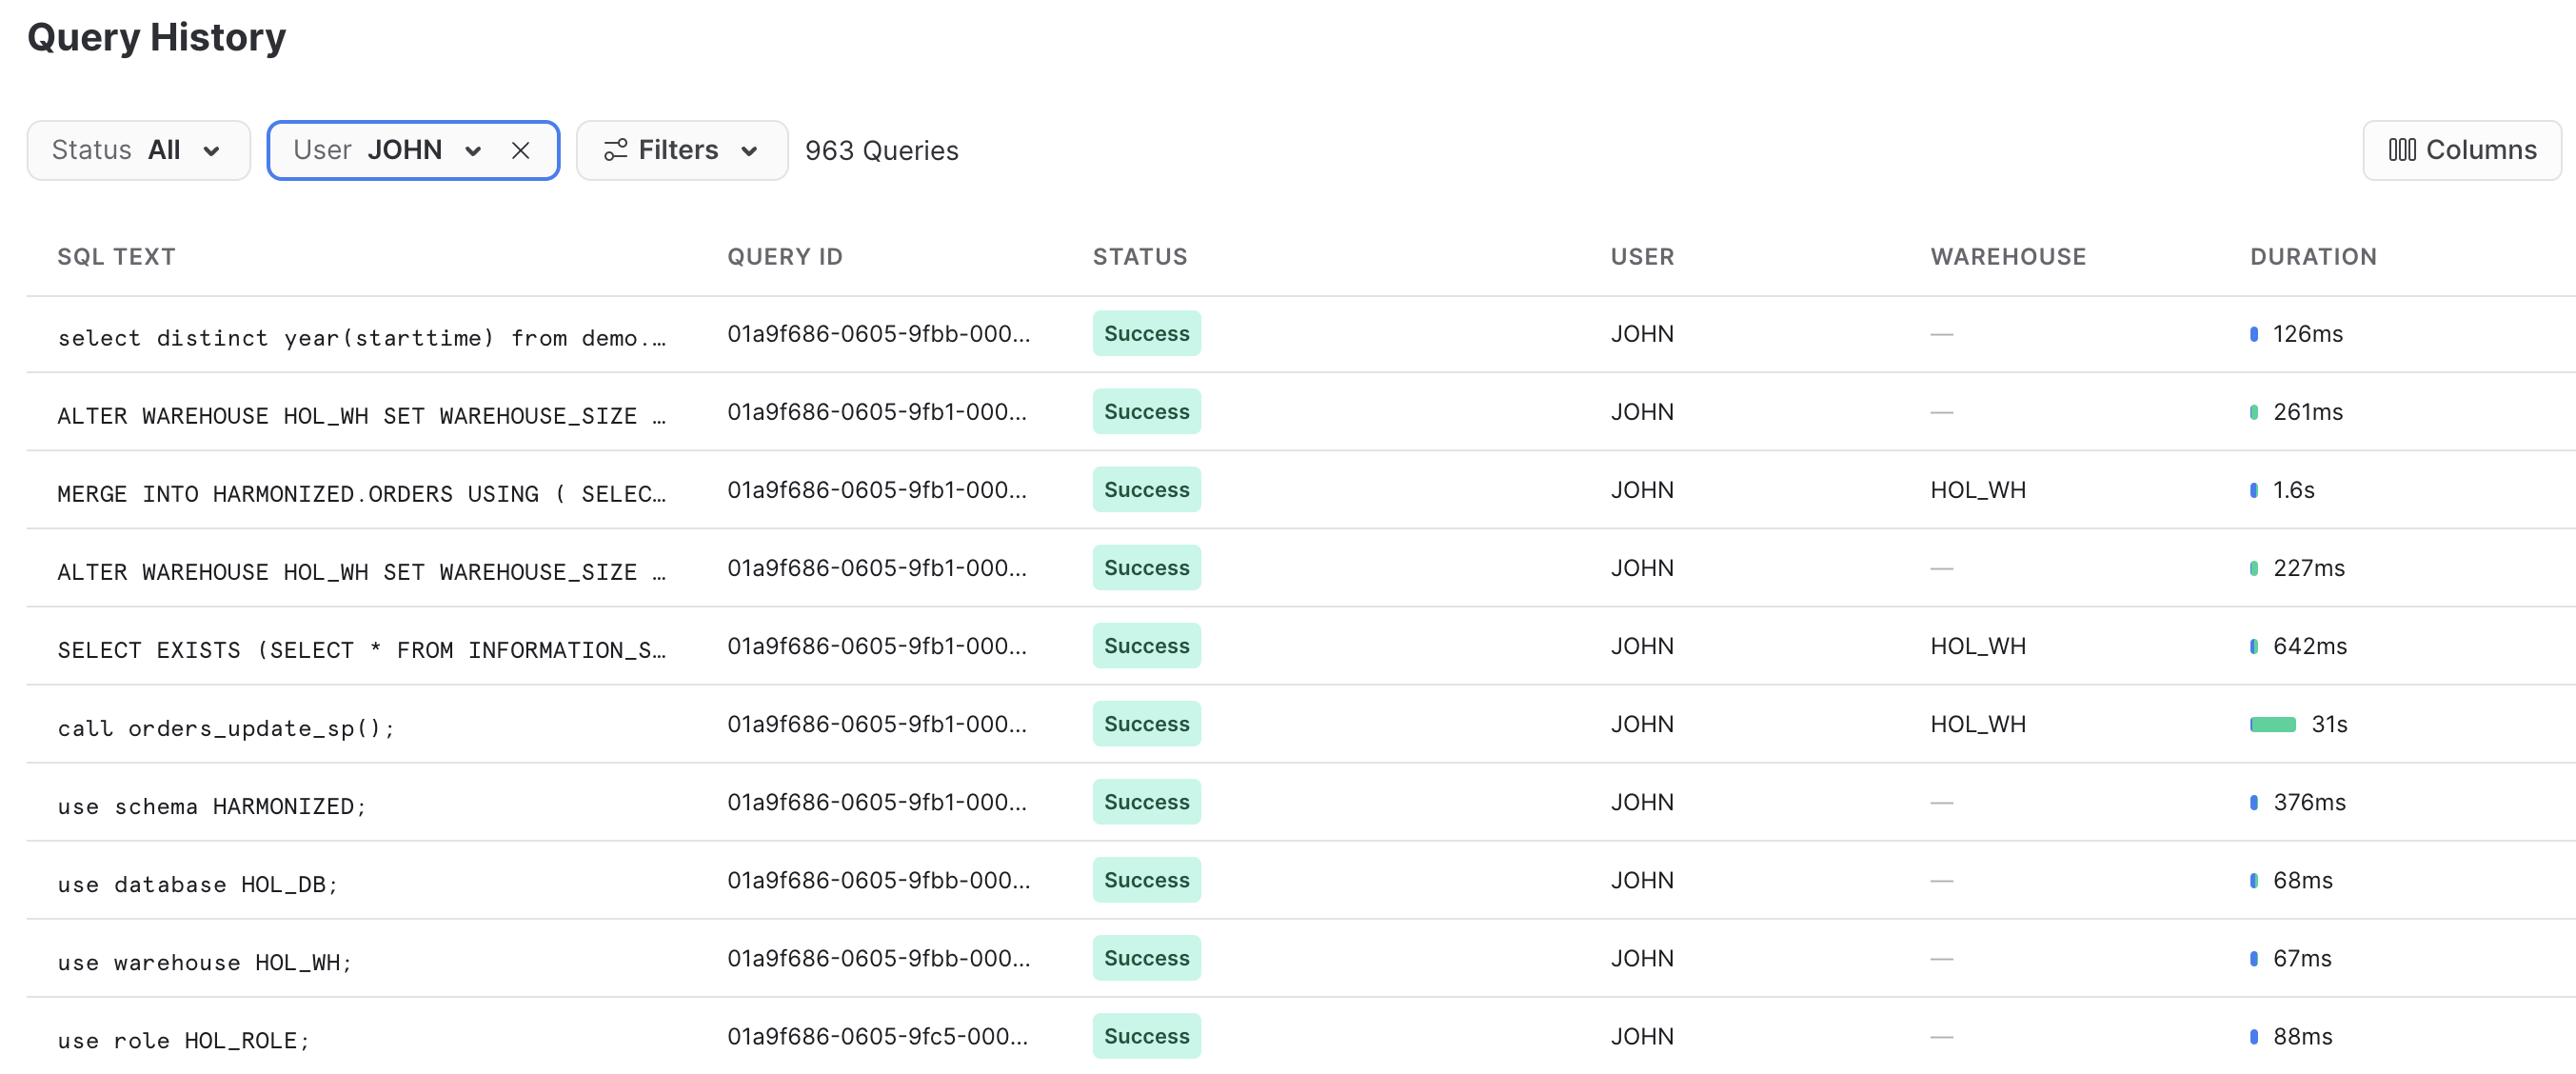 Query History
Status All User JOHN Filters 963 Queries Columns
SQL TEXT QUERY ID STATUS USER WAREHOUSE DURATION
select distinct year(starttime) from demo.… 01a9f686-0605-9fbb-000... Success JOHN — 126ms
ALTER WAREHOUSE HOL_WH SET WAREHOUSE_SIZE … 01a9f686-0605-9fb1-000... Success JOHN — 261ms
MERGE INTO HARMONIZED.ORDERS USING ( SELEC… 01a9f686-0605-9fb1-000... Success JOHN HOL_WH 1.6s
ALTER WAREHOUSE HOL_WH SET WAREHOUSE_SIZE … 01a9f686-0605-9fb1-000... Success JOHN — 227ms
SELECT EXISTS (SELECT * FROM INFORMATION_S… 01a9f686-0605-9fb1-000... Success JOHN HOL_WH 642ms
call orders_update_sp(); 01a9f686-0605-9fb1-000... Success JOHN HOL_WH 31s
use schema HARMONIZED; 01a9f686-0605-9fb1-000... Success JOHN — 376ms
use database HOL_DB; 01a9f686-0605-9fbb-000... Success JOHN — 68ms
use warehouse HOL_WH; 01a9f686-0605-9fbb-000... Success JOHN — 67ms
use role HOL_ROLE; 01a9f686-0605-9fc5-000... Success JOHN — 88ms